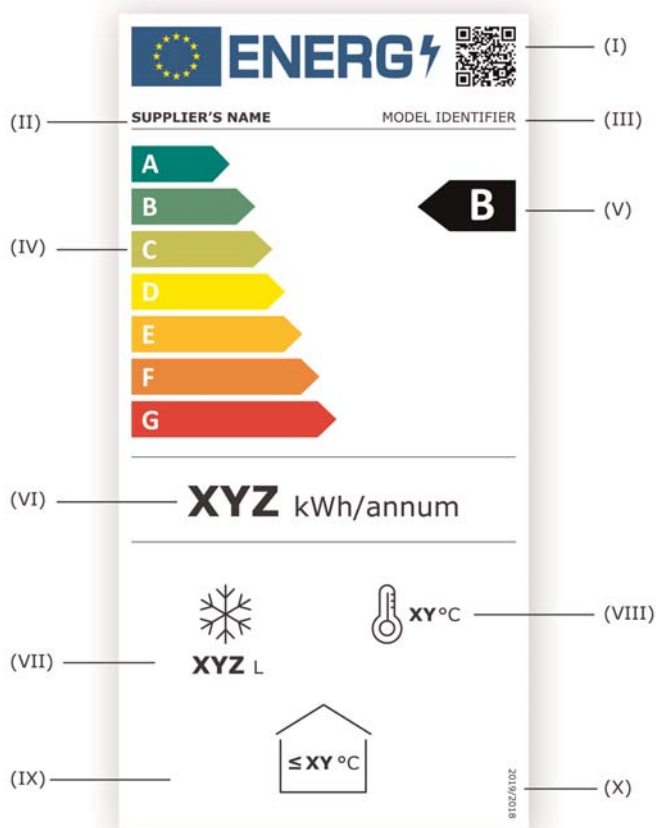 ENERG
(I)
(II)
SUPPLIER'S NAME
MODEL IDENTIFIER
(III)
A
B
B
(V)
(IV)
C
D
E
F
G
(VI)
XYZ kWh/annum
XY°C
(VIII)
(VII)
XYZ L
≤ XY °C
(IX)
2019/2018
(X)